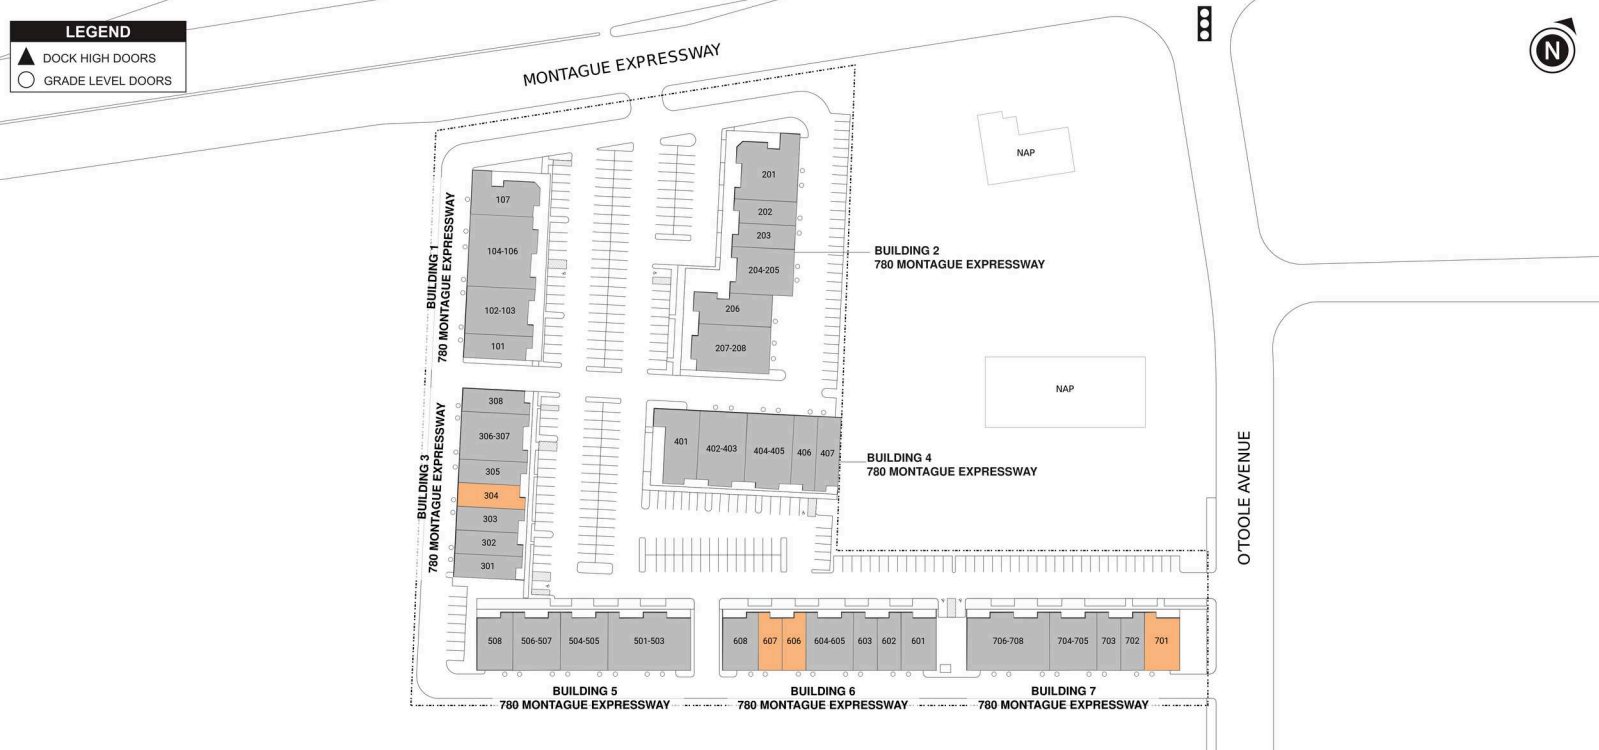 LEGEND
DOCK HIGH DOORS
GRADE LEVEL DOORS
MONTAGUE EXPRESSWAY
N
NAP
NAP
O'TOOLE AVENUE
107
104-106
102-103
101
BUILDING 1
780 MONTAGUE EXPRESSWAY
201
202
203
204-205
206
207-208
BUILDING 2
780 MONTAGUE EXPRESSWAY
308
306-307
305
304
303
302
301
BUILDING 3
780 MONTAGUE EXPRESSWAY
401
402-403
404-405
406
407
BUILDING 4
780 MONTAGUE EXPRESSWAY
508
506-507
504-505
501-503
BUILDING 5
780 MONTAGUE EXPRESSWAY
608
607
606
604-605
603
602
601
BUILDING 6
780 MONTAGUE EXPRESSWAY
706-708
704-705
703
702
701
BUILDING 7
780 MONTAGUE EXPRESSWAY